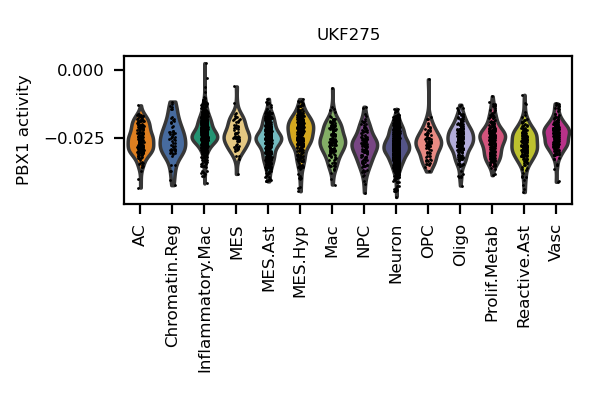 UKF275
PBX1 activity
0.000
−0.025
AC
Chromatin.Reg
Inflammatory.Mac
MES
MES.Ast
MES.Hyp
Mac
NPC
Neuron
OPC
Oligo
Prolif.Metab
Reactive.Ast
Vasc